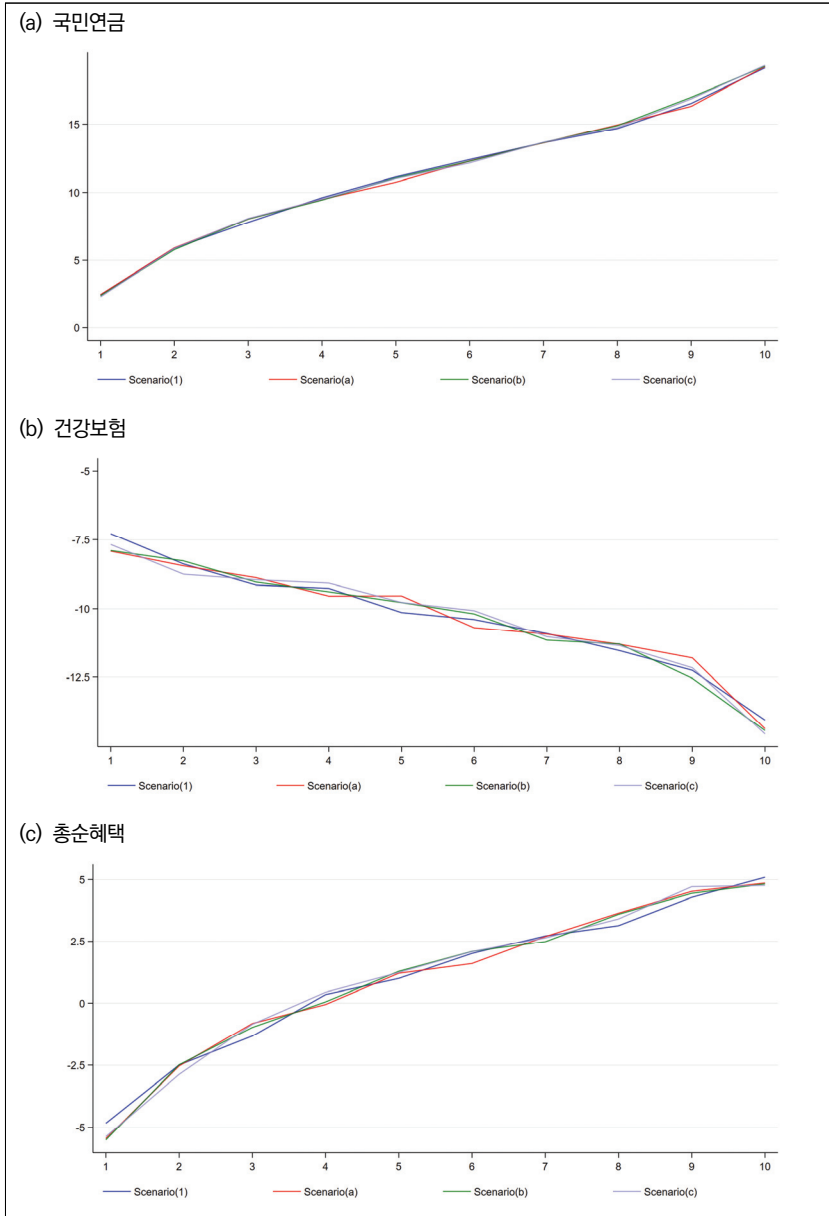 (a) 국민연금
15
10
5
0
1 2 3 4 5 6 7 8 9 10
Scenario(1) Scenario(a) Scenario(b) Scenario(c)
(b) 건강보험
-5
-7.5
-10
-12.5
1 2 3 4 5 6 7 8 9 10
Scenario(1) Scenario(a) Scenario(b) Scenario(c)
(c) 총순혜택
5
2.5
0
-2.5
-5
1 2 3 4 5 6 7 8 9 10
Scenario(1) Scenario(a) Scenario(b) Scenario(c)